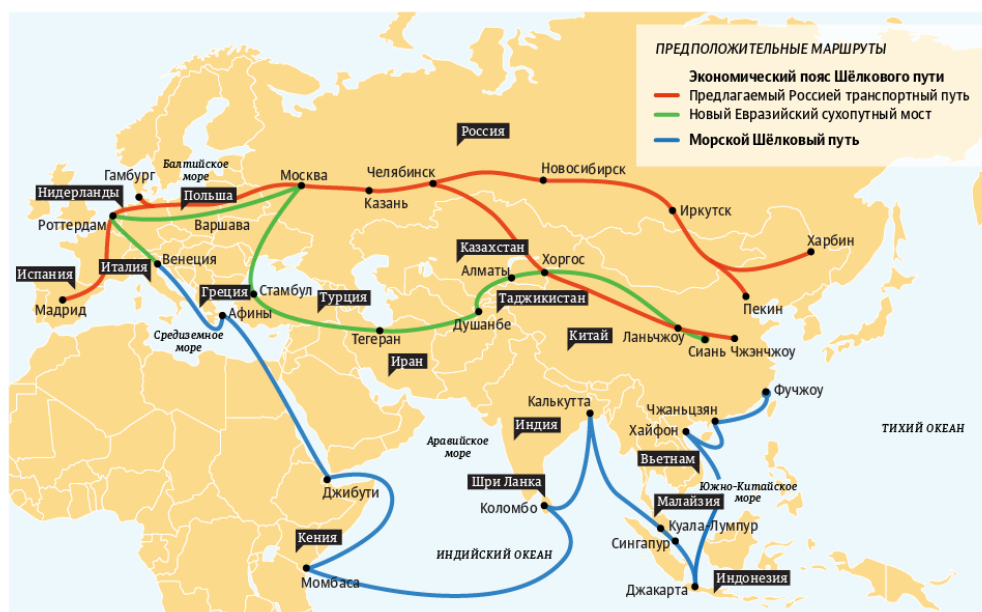 ПРЕДПОЛОЖИТЕЛЬНЫЕ МАРШРУТЫ
Экономический пояс Шёлкового пути
Предлагаемый Россией транспортный путь
Новый Евразийский сухопутный мост
Морской Шёлковый путь
Россия
Балтийское
море
Гамбург
Москва
Челябинск
Новосибирск
Нидерланды
Польша
Казань
Роттердам
Варшава
Иркутск
Харбин
Казахстан
Испания
Италия
Венеция
Хоргос
Алматы
Мадрид
Греция
Стамбул
Турция
Таджикистан
Пекин
Афины
Душанбе
Средиземное
море
Тегеран
Иран
Китай
Ланьчжоу
Сиань
Чжэнчжоу
Калькутта
Фучжоу
Чжаньцзян
Индия
Хайфон
ТИХИЙ ОКЕАН
Аравийское
море
Вьетнам
Шри Ланка
Южно-Китайское
море
Джибути
Коломбо
Малайзия
Куала-Лумпур
Кения
Сингапур
ИНДИЙСКИЙ ОКЕАН
Момбаса
Джакарта
Индонезия